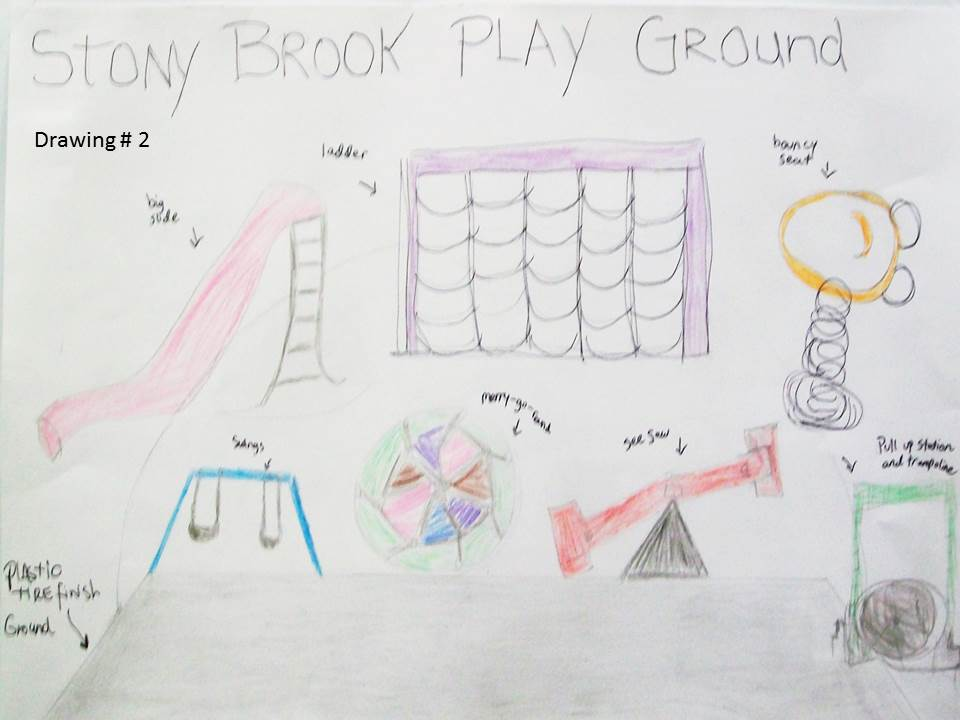 STONY BROOK PLAY GROUnd
Drawing # 2
ladder
bouncy
seat
big
slide
merry-go-round
Swings
see saw
Pull up station
and trampoline
PLASTIC
TIRE finish
Ground